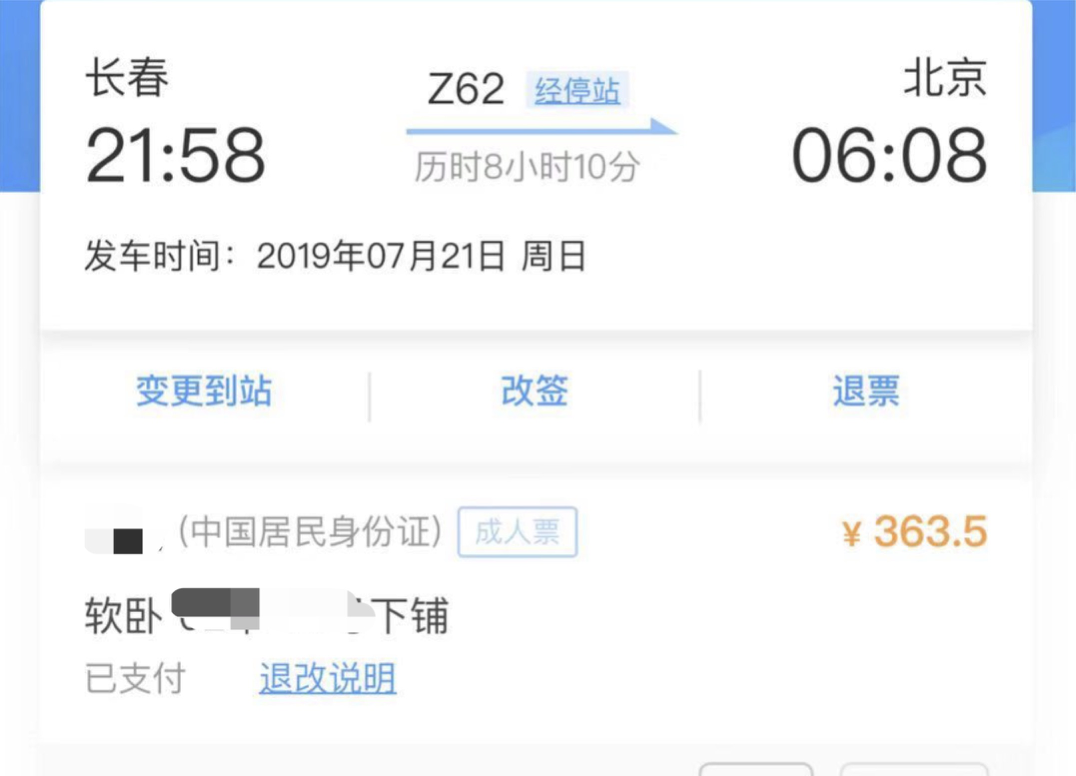 长春 Z62 经停站 北京
21:58 历时8小时10分 06:08
发车时间：2019年07月21日 周日
变更到站 改签 退票
(中国居民身份证) 成人票 ¥363.5
软卧 下铺
已支付 退改说明